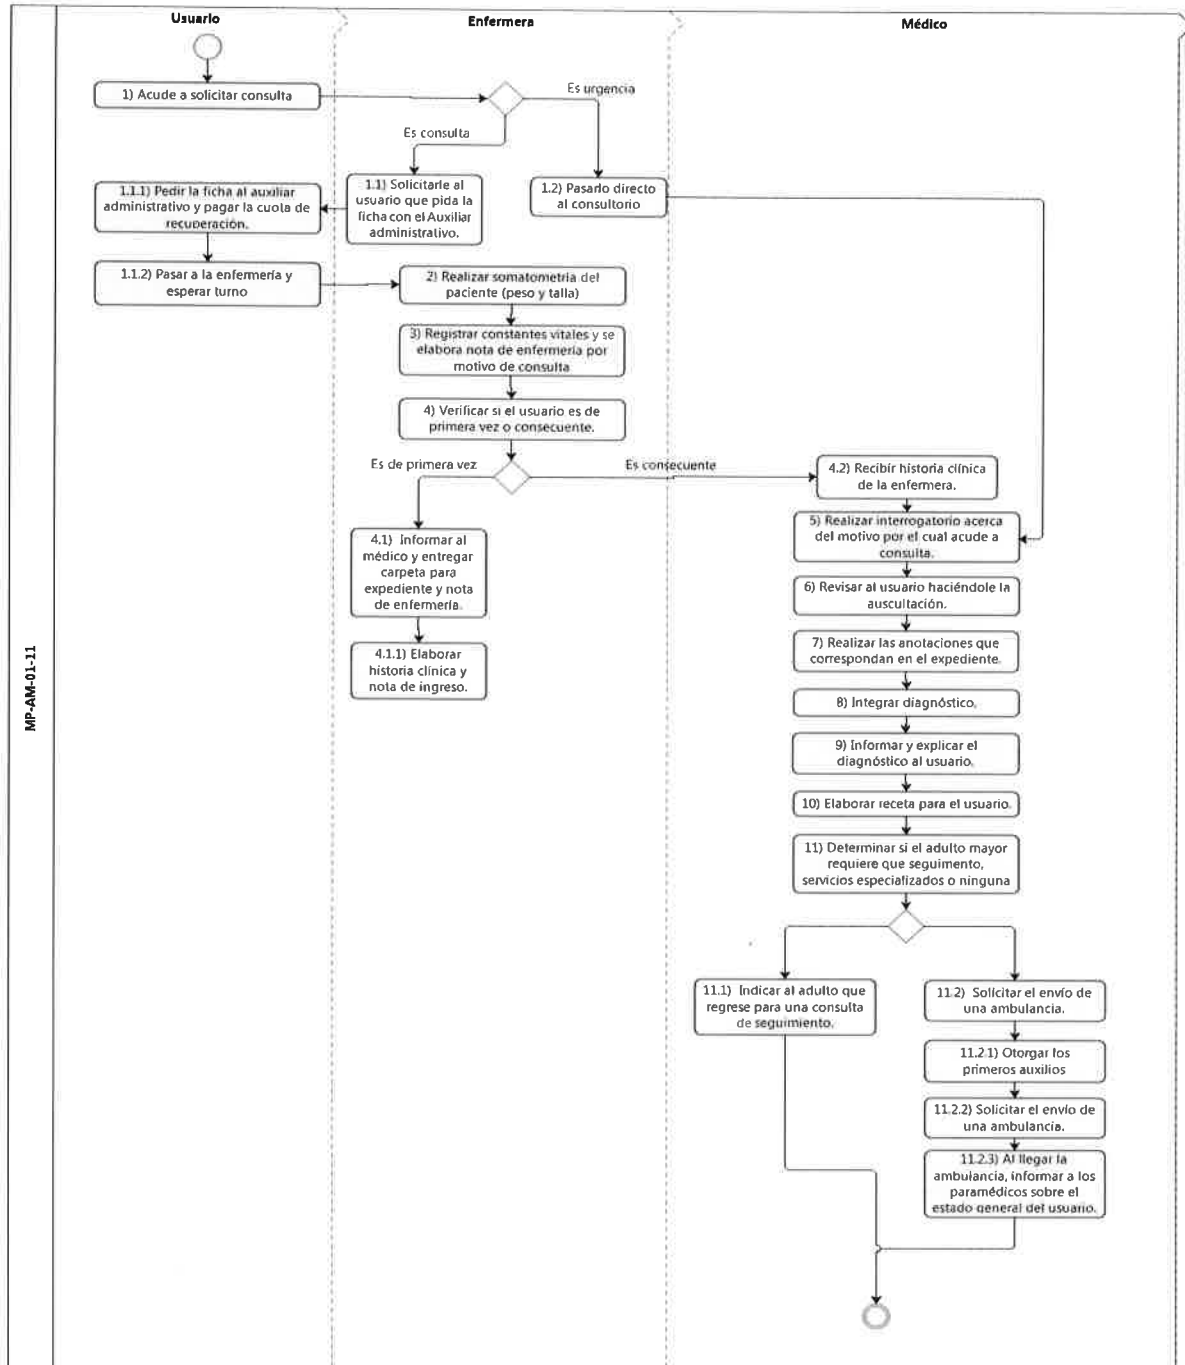 Usuario
Enfermera
Médico
MP-AM-01-11
1) Acude a solicitar consulta
Es urgencia
Es consulta
1.1) Solicitarle al
usuario que pida la
ficha con el Auxiliar
administrativo.
1.2) Pasarlo directo
al consultorio
1.1.1) Pedir la ficha al auxiliar
administrativo y pagar la cuota de
recuperación.
1.1.2) Pasar a la enfermería y
esperar turno
2) Realizar somatometría del
paciente (peso y talla)
3) Registrar constantes vitales y se
elabora nota de enfermería por
motivo de consulta
4) Verificar si el usuario es de
primera vez o consecuente.
Es de primera vez
Es consecuente
4.1) Informar al
médico y entregar
carpeta para
expediente y nota
de enfermería.
4.1.1) Elaborar
historia clínica y
nota de ingreso.
4.2) Recibir historia clínica
de la enfermera.
5) Realizar interrogatorio acerca
del motivo por el cual acude a
consulta.
6) Revisar al usuario haciéndole la
auscultación.
7) Realizar las anotaciones que
correspondan en el expediente.
8) Integrar diagnóstico.
9) Informar y explicar el
diagnóstico al usuario.
10) Elaborar receta para el usuario.
11) Determinar si el adulto mayor
requiere que seguimento,
servicios especializados o ninguna
11.1) Indicar al adulto que
regrese para una consulta
de seguimiento.
11.2) Solicitar el envío de
una ambulancia.
11.2.1) Otorgar los
primeros auxilios
11.2.2) Solicitar el envío de
una ambulancia.
11.2.3) Al llegar la
ambulancia, informar a los
paramédicos sobre el
estado general del usuario.